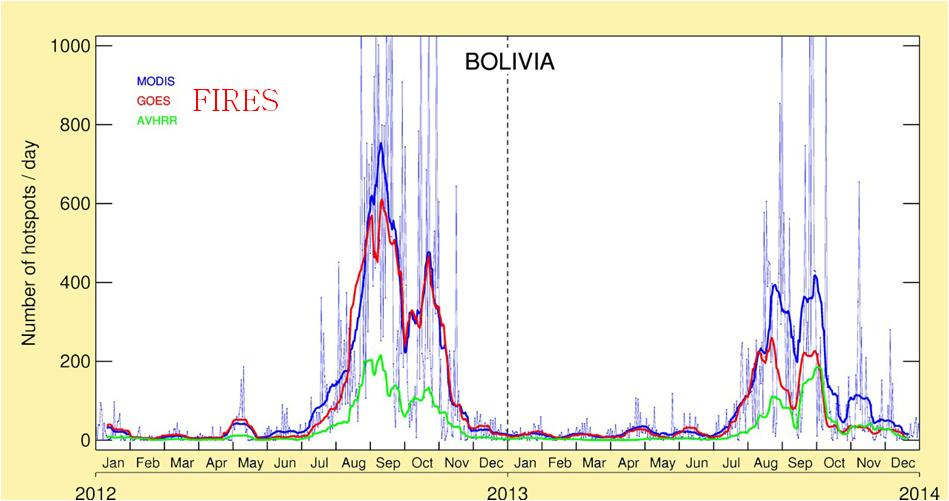 1000
BOLIVIA
MODIS
GOES FIRES
AVHRR
800
600
400
200
0
Number of hotspots / day
Jan Feb Mar Apr May Jun Jul Aug Sep Oct Nov Dec Jan Feb Mar Apr May Jun Jul Aug Sep Oct Nov Dec
2012 2013 2014